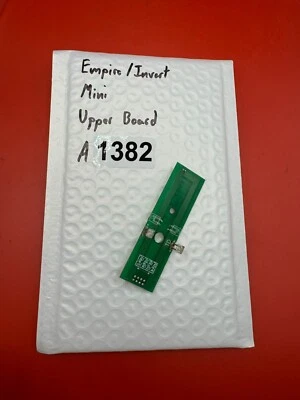 Empire/Invert
Mini
Upper Board
A 1382